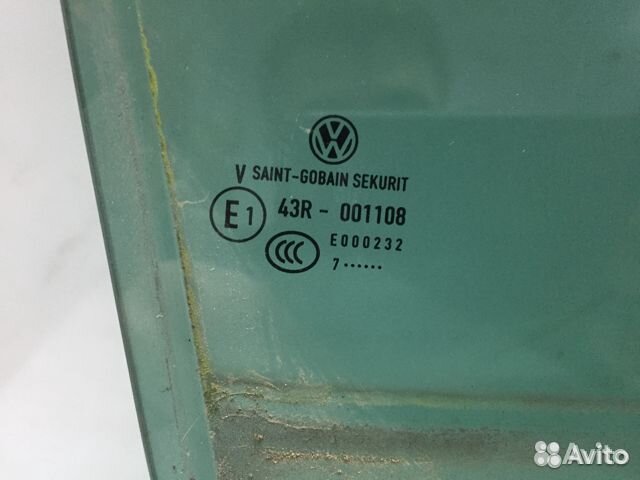 VW
V SAINT-GOBAIN SEKURIT
E1 43R - 001108
CCC E000232
7······
Avito